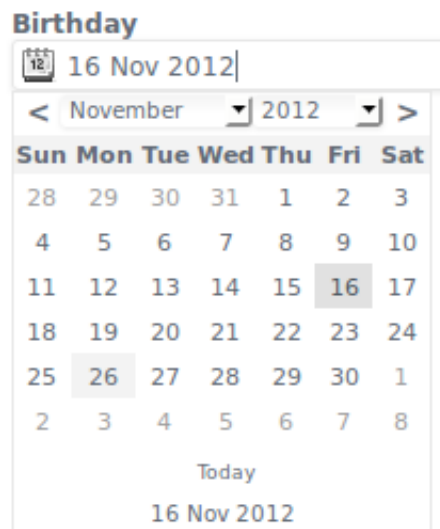 Birthday
12 16 Nov 2012
< November 2012 >
Sun Mon Tue Wed Thu Fri Sat
28 29 30 31 1 2 3
4 5 6 7 8 9 10
11 12 13 14 15 16 17
18 19 20 21 22 23 24
25 26 27 28 29 30 1
2 3 4 5 6 7 8
Today
16 Nov 2012